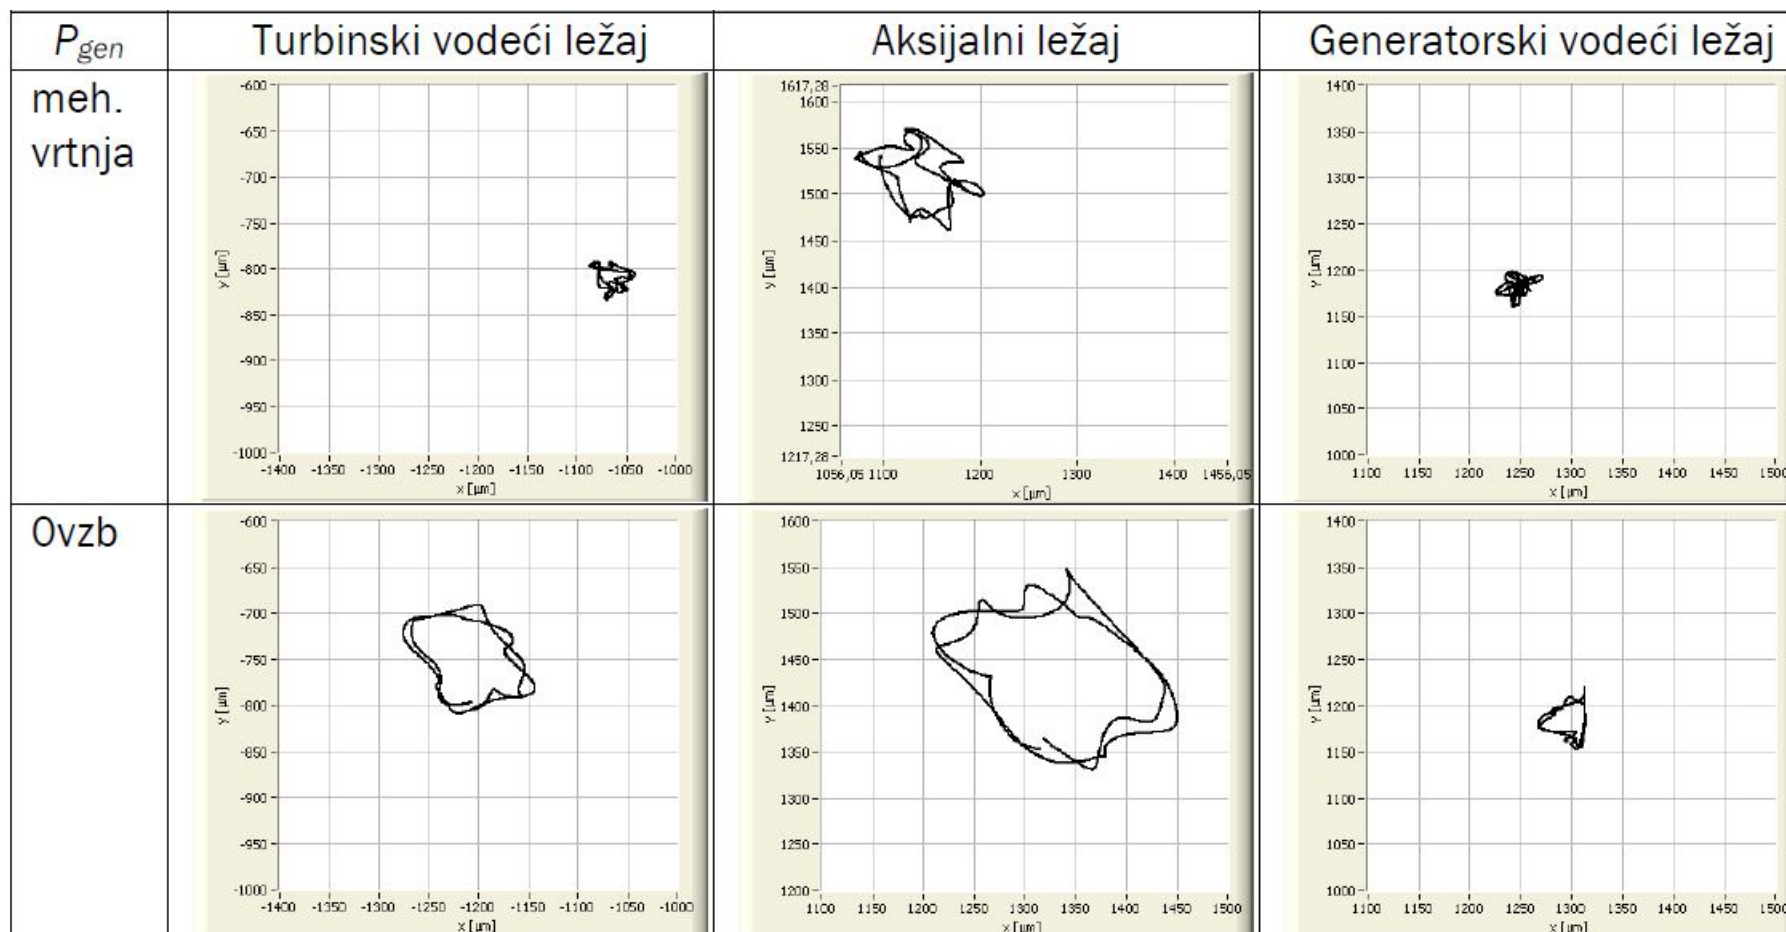 P_gen Turbinski vodeći ležaj Aksijalni ležaj Generatorski vodeći ležaj
meh.
vrtnja
-600
-650
-700
-750
-800
-850
-900
-950
-1000
y [µm]
-1400 -1350 -1300 -1250 -1200 -1150 -1100 -1050 -1000
x [µm]
1617,28
1600
1550
1500
1450
1400
1350
1300
1250
1217,28
y [µm]
1056,05 1100 1200 1300 1400 1456,05
x [µm]
1400
1350
1300
1250
1200
1150
1100
1050
1000
Y [µm]
1100 1150 1200 1250 1300 1350 1400 1450 1500
x [µm]
0vzb
-600
-650
-700
-750
-800
-850
-900
-950
-1000
y [µm]
-1400 -1350 -1300 -1250 -1200 -1150 -1100 -1050 -1000
x [µm]
1600
1550
1500
1450
1400
1350
1300
1250
1200
Y [µm]
1100 1150 1200 1250 1300 1350 1400 1450 1500
x [µm]
1400
1350
1300
1250
1200
1150
1100
1050
1000
Y [µm]
1100 1150 1200 1250 1300 1350 1400 1450 1500
x [µm]